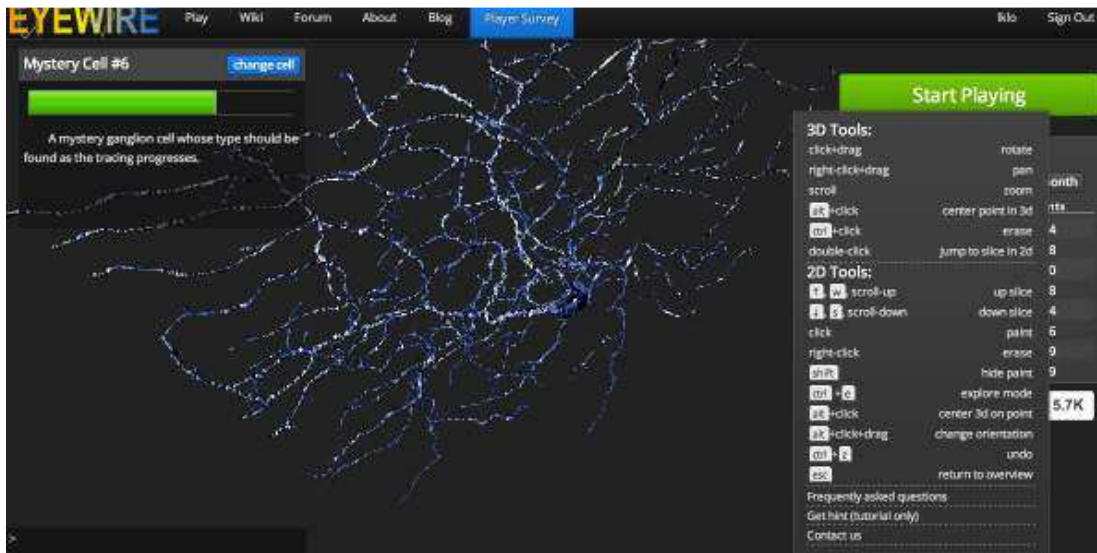 EYEWIRE Play Wiki Forum About Blog Player Survey lklo Sign Out
Mystery Cell #6 change cell
A mystery ganglion cell whose type should be
found as the tracing progresses.
Start Playing
3D Tools:
click+drag rotate
right-click+drag pan
scroll zoom
alt +click center point in 3d
ctrl +click erase
double-click jump to slice in 2d
2D Tools:
↑, w, scroll-up up slice
↓, s, scroll-down down slice
click paint
right-click erase
shift hide paint
ctrl + e explore mode
alt +click center 3d on point
alt +click+drag change orientation
ctrl + z undo
esc return to overview
Frequently asked questions
Get hint (tutorial only)
Contact us
onth
nts
4
8
0
8
4
6
9
9
5.7K
>